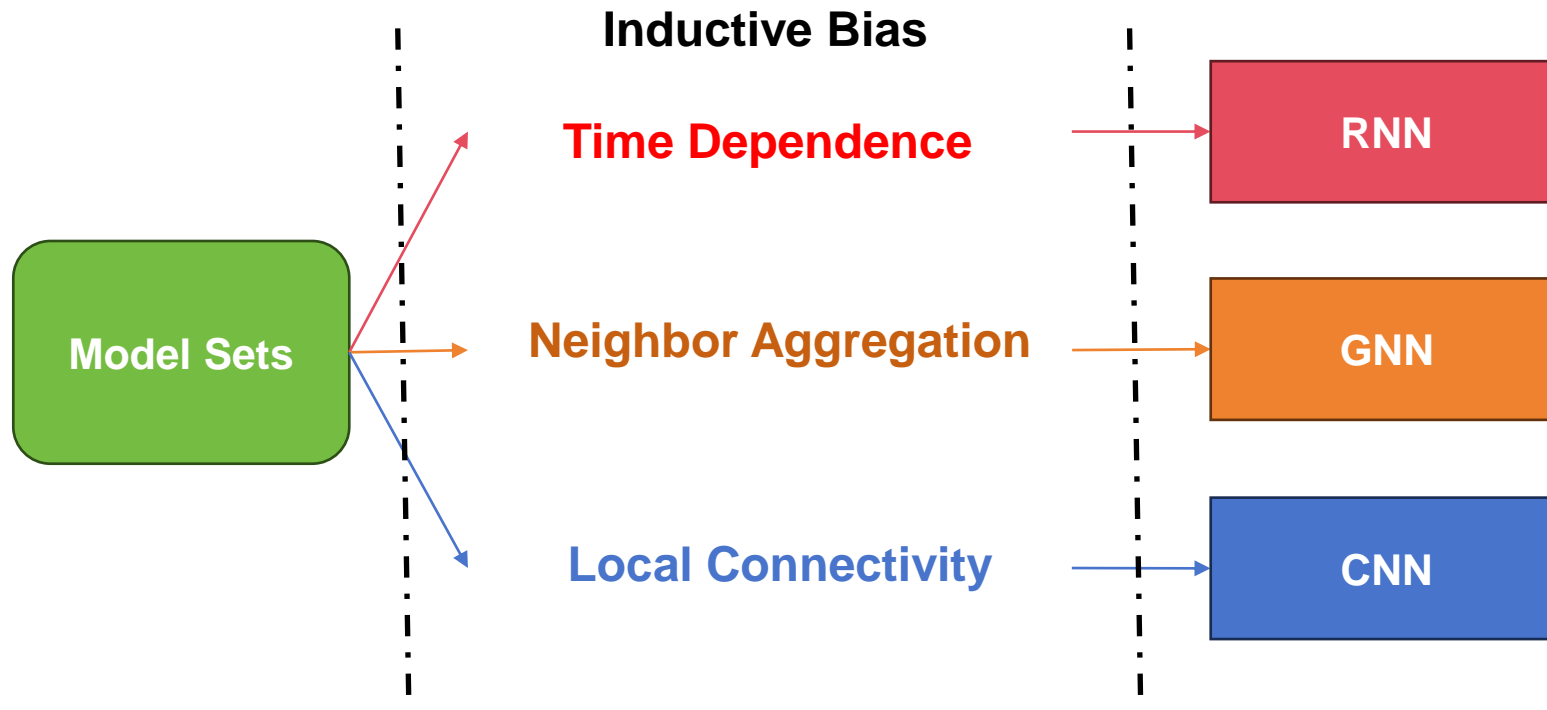 Inductive Bias
Time Dependence
RNN
Model Sets
Neighbor Aggregation
GNN
Local Connectivity
CNN